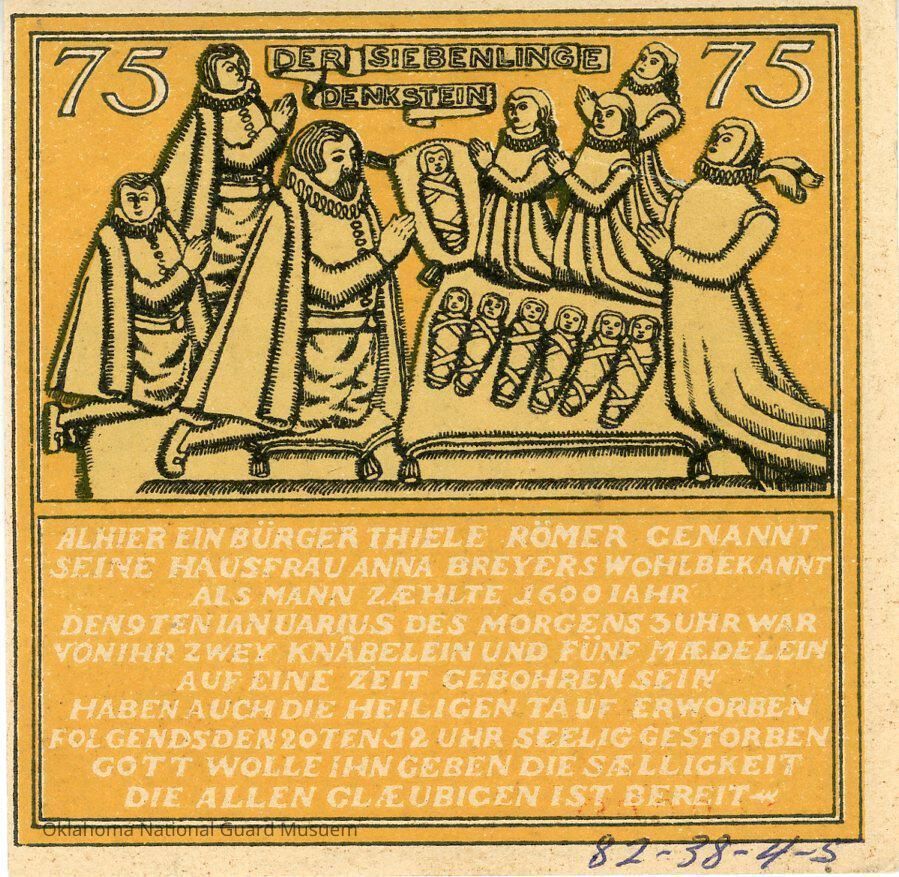 75
DER SIEBENLINGE
DENKSTEIN
75
ALHIER EIN BÜRGER THIELE RÖMER GENANNT
SEINE HAUSFRAU ANNA BREYERS WOHLBEKANNT
ALS MANN ZÆHLTE 1600 IAHR
DEN 9TEN IANUARIUS DES MORGENS 3 UHR WAR
VON IHR ZWEY KNÄBELEIN UND FÜNF MÆDELEIN
AUF EINE ZEIT GEBOHREN SEIN
HABEN AUCH DIE HEILIGEN TAUF ERWORBEN
FOLGENDS DEN 20TEN 12 UHR SEELIG GESTORBEN
GOTT WOLLE IHN GEBEN DIE SÆLLIGKEIT
DIE ALLEN GLÆUBIGEN IST BEREIT
Oklahoma National Guard Musuem
82-38-4-5